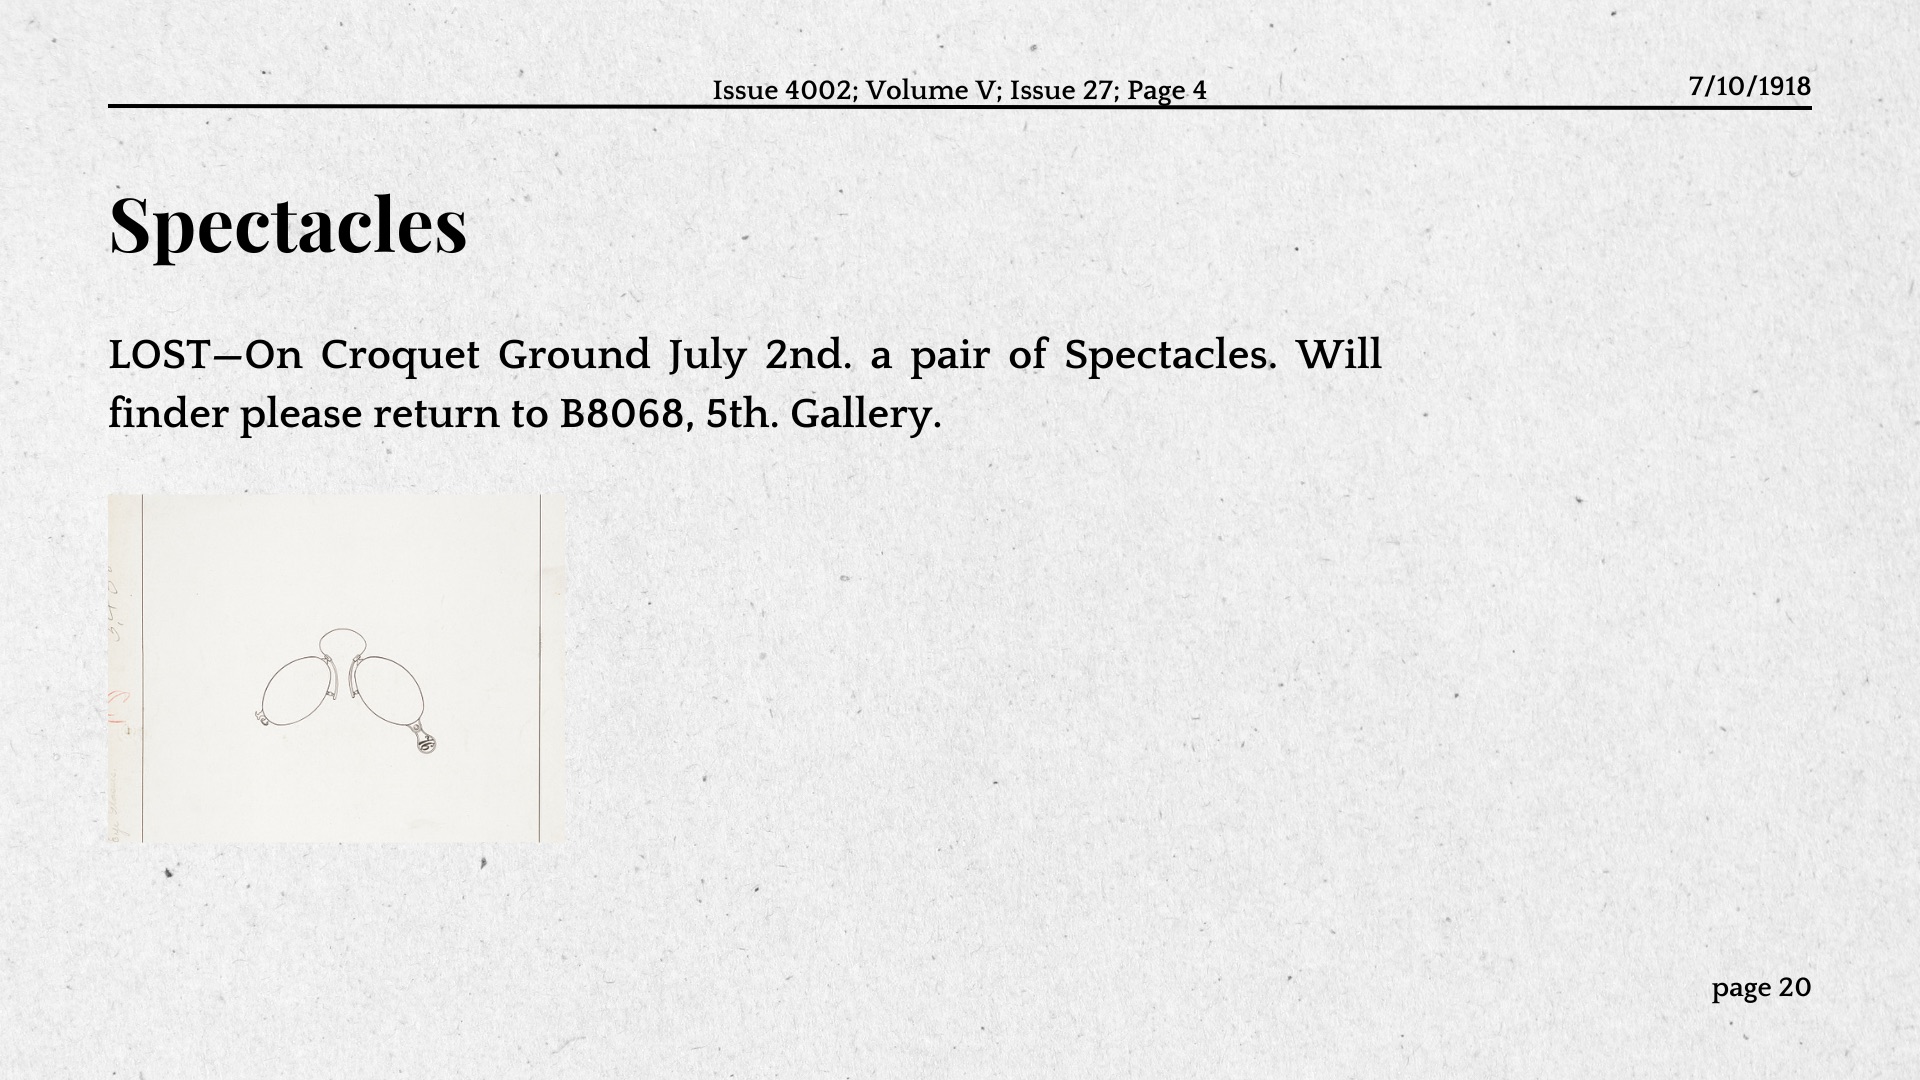 Issue 4002; Volume V; Issue 27; Page 4
7/10/1918
Spectacles
LOST—On Croquet Ground July 2nd. a pair of Spectacles. Will
finder please return to B8068, 5th. Gallery.
page 20